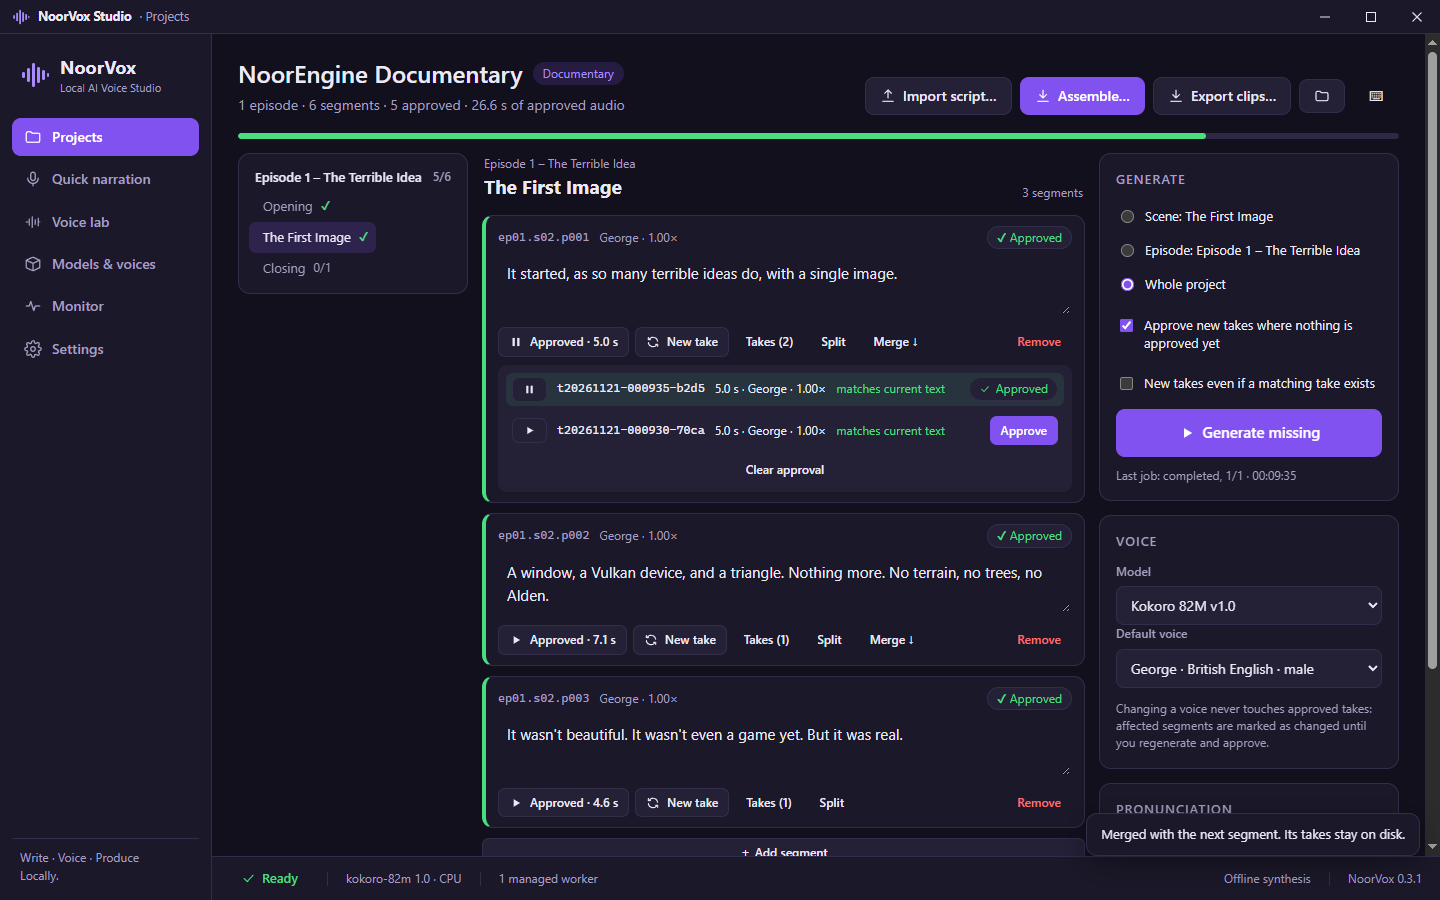 NoorVox Studio · Projects
NoorVox
Local AI Voice Studio
Projects
Quick narration
Voice lab
Models & voices
Monitor
Settings
Write · Voice · Produce
Locally.
NoorEngine Documentary Documentary
1 episode · 6 segments · 5 approved · 26.6 s of approved audio
Import script...
Assemble...
Export clips...
Episode 1 – The Terrible Idea 5/6
Opening ✓
The First Image ✓
Closing 0/1
Episode 1 – The Terrible Idea
The First Image
3 segments
ep01.s02.p001 George · 1.00×
✓ Approved
It started, as so many terrible ideas do, with a single image.
Approved · 5.0 s New take Takes (2) Split Merge ↓ Remove
t20261121-000935-b2d5 5.0 s · George · 1.00× matches current text ✓ Approved
t20261121-000930-70ca 5.0 s · George · 1.00× matches current text Approve
Clear approval
ep01.s02.p002 George · 1.00×
✓ Approved
A window, a Vulkan device, and a triangle. Nothing more. No terrain, no trees, no
Alden.
Approved · 7.1 s New take Takes (1) Split Merge ↓ Remove
ep01.s02.p003 George · 1.00×
✓ Approved
It wasn't beautiful. It wasn't even a game yet. But it was real.
Approved · 4.6 s New take Takes (1) Split Remove
+ Add segment
GENERATE
Scene: The First Image
Episode: Episode 1 – The Terrible Idea
Whole project
Approve new takes where nothing is
approved yet
New takes even if a matching take exists
Generate missing
Last job: completed, 1/1 · 00:09:35
VOICE
Model
Kokoro 82M v1.0
Default voice
George · British English · male
Changing a voice never touches approved takes:
affected segments are marked as changed until
you regenerate and approve.
PRONUNCIATION
Merged with the next segment. Its takes stay on disk.
✓ Ready
kokoro-82m 1.0 · CPU
1 managed worker
Offline synthesis
NoorVox 0.3.1